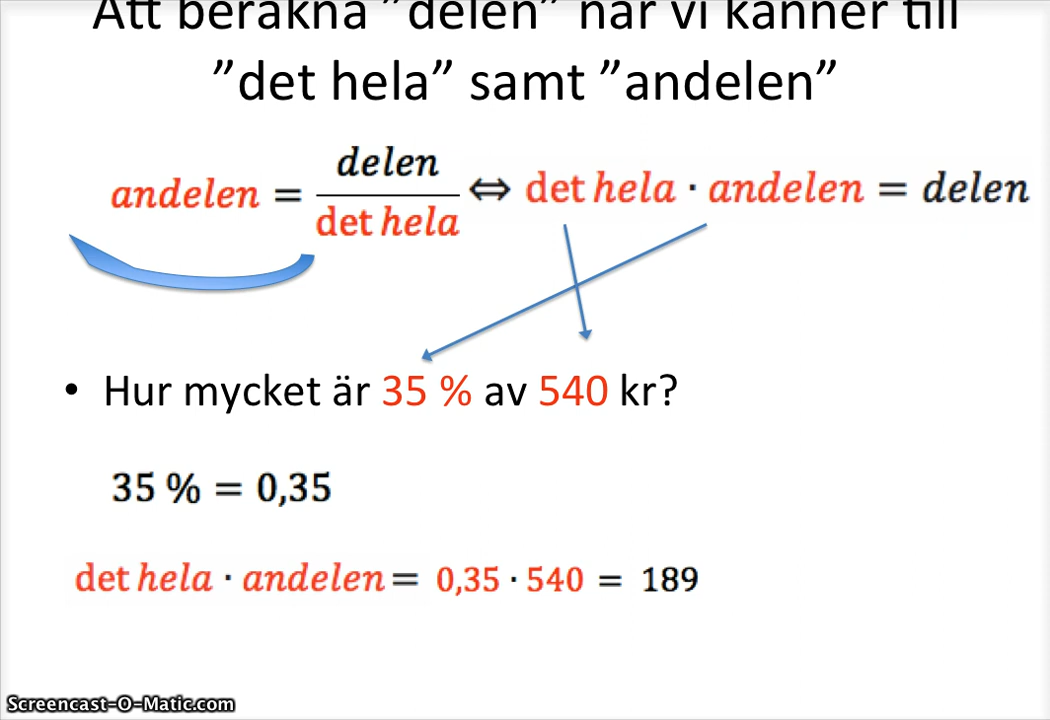 Att beräkna ”delen” när vi känner till
”det hela” samt ”andelen”
andelen = delen / det hela ⇔ det hela · andelen = delen
• Hur mycket är 35 % av 540 kr?
35 % = 0,35
det hela · andelen = 0,35 · 540 = 189
Screencast-O-Matic.com